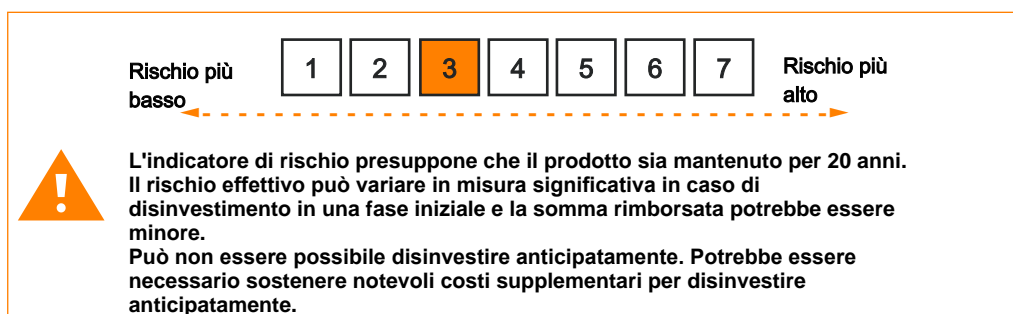 Rischio più basso
1 2 3 4 5 6 7
Rischio più alto
!
L'indicatore di rischio presuppone che il prodotto sia mantenuto per 20 anni.
Il rischio effettivo può variare in misura significativa in caso di
disinvestimento in una fase iniziale e la somma rimborsata potrebbe essere
minore.
Può non essere possibile disinvestire anticipatamente. Potrebbe essere
necessario sostenere notevoli costi supplementari per disinvestire
anticipatamente.